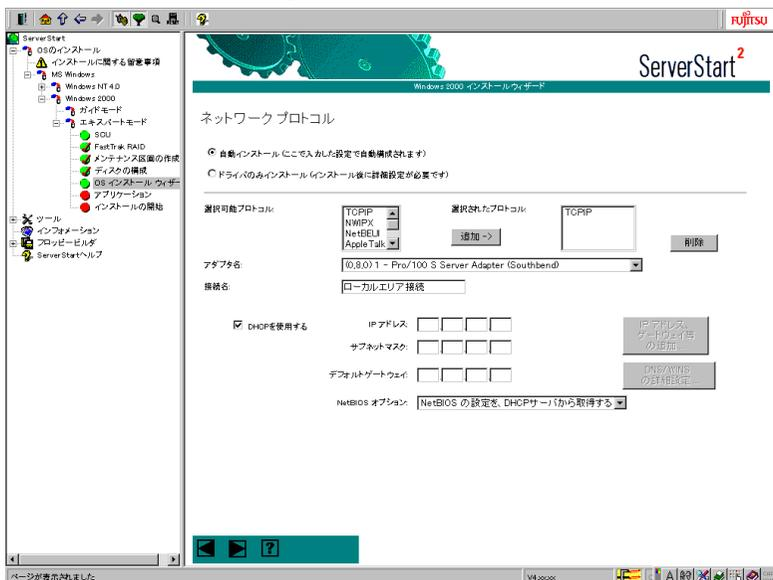 FUJITSU
ServerStart
OSのインストール
インストールに関する留意事項
MS Windows
Windows NT 4.0
Windows 2000
ガイドモード
エキスパートモード
SCU
FastTrak RAID
メンテナンス区画の作成
ディスクの構成
OS インストール ウィザー
アプリケーション
インストールの開始
ツール
インフォメーション
フロッピービルダ
ServerStartヘルプ
ServerStart2
Windows 2000 インストールウィザード
ネットワークプロトコル
自動インストール (ここで入力した設定で自動構成されます)
ドライバのみインストール (インストール後に詳細設定が必要です)
選択可能プロトコル:
TCPIP
NWIPX
NetBEUI
AppleTalk
追加 ->
選択されたプロトコル:
TCPIP
削除
アダプタ名:
(0,8,0) 1 - Pro/100 S Server Adapter (Southbend)
接続名:
ローカルエリア接続
DHCPを使用する
IPアドレス:
サブネットマスク:
デフォルトゲートウェイ:
IPアドレス、
ゲートウェイ等
の追加...
DNS/WINS
の詳細設定...
NetBIOS オプション:
NetBIOS の設定を、DHCPサーバから取得する
ページが表示されました
V4.xx.xx